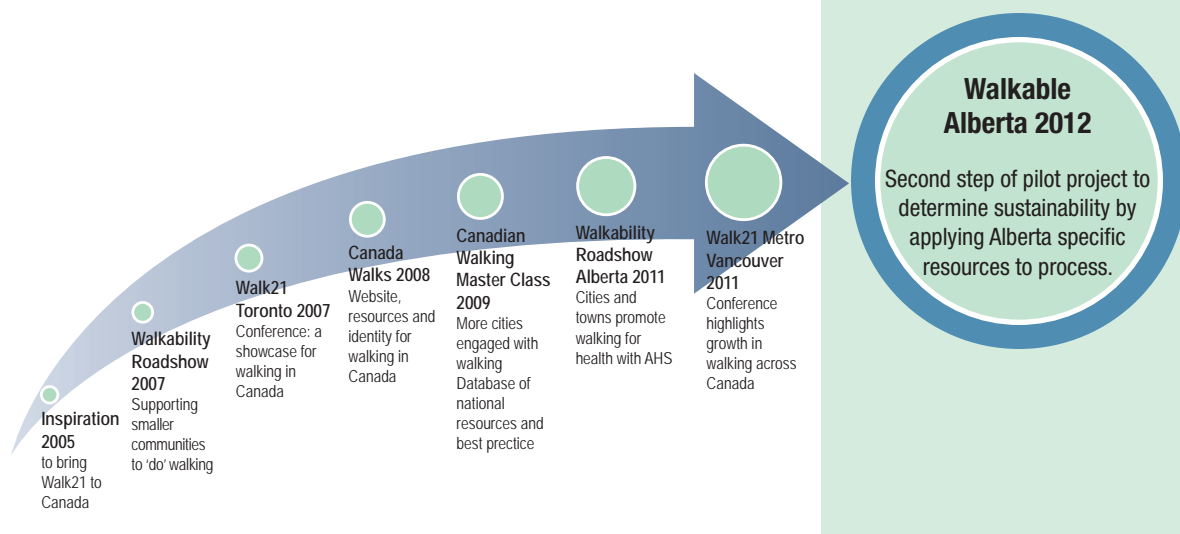 Inspiration
2005
to bring
Walk21 to
Canada
Walkability
Roadshow
2007
Supporting
smaller
communities
to ‘do’ walking
Walk21
Toronto 2007
Conference: a
showcase for
walking in
Canada
Canada
Walks 2008
Website,
resources and
identity for
walking in
Canada
Canadian
Walking
Master Class
2009
More cities
engaged with
walking
Database of
national
resources and
best prectice
Walkability
Roadshow
Alberta 2011
Cities and
towns promote
walking for
health with AHS
Walk21 Metro
Vancouver
2011
Conference
highlights
growth in
walking across
Canada
Walkable
Alberta 2012
Second step of pilot project to
determine sustainability by
applying Alberta specific
resources to process.